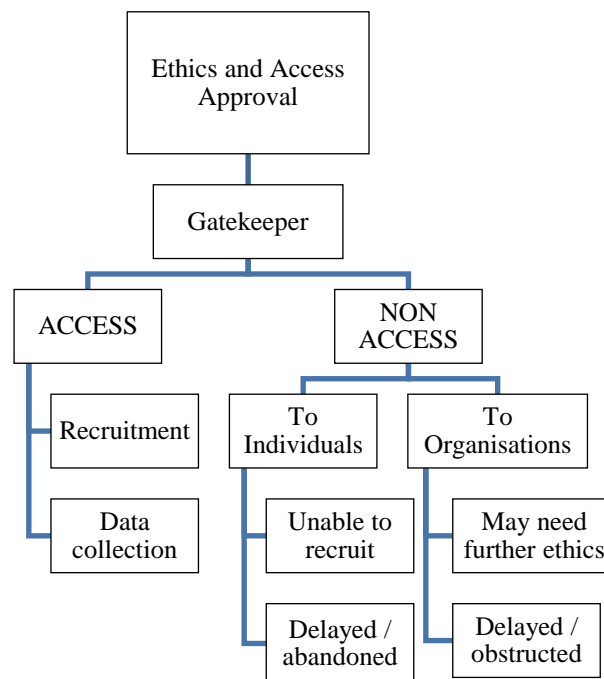 Ethics and Access
Approval
Gatekeeper
ACCESS
NON
ACCESS
Recruitment
Data
collection
To
Individuals
To
Organisations
Unable to
recruit
May need
further ethics
Delayed /
abandoned
Delayed /
obstructed